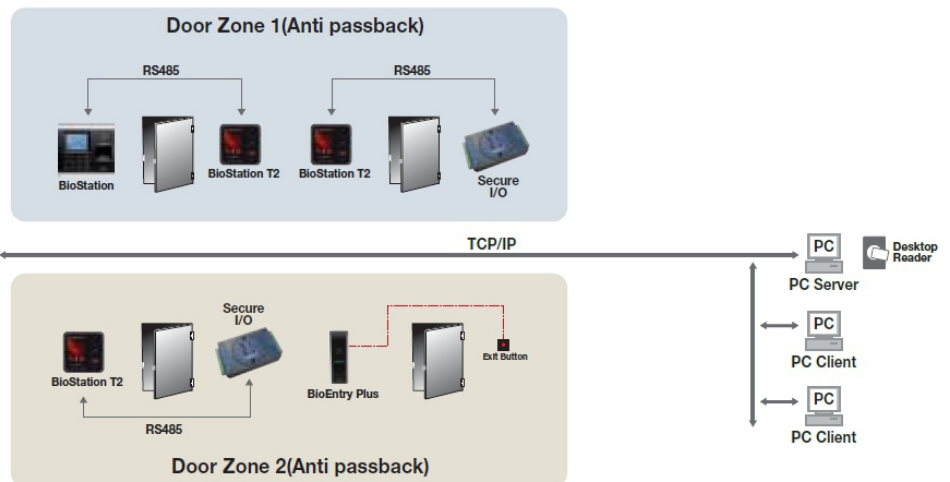 Door Zone 1(Anti passback)
RS485
RS485
BioStation
BioStation T2
BioStation T2
Secure
I/O
TCP/IP
PC
Desktop
Reader
PC Server
PC
PC Client
PC
PC Client
Secure
I/O
BioStation T2
BioEntry Plus
Exit Button
RS485
Door Zone 2(Anti passback)